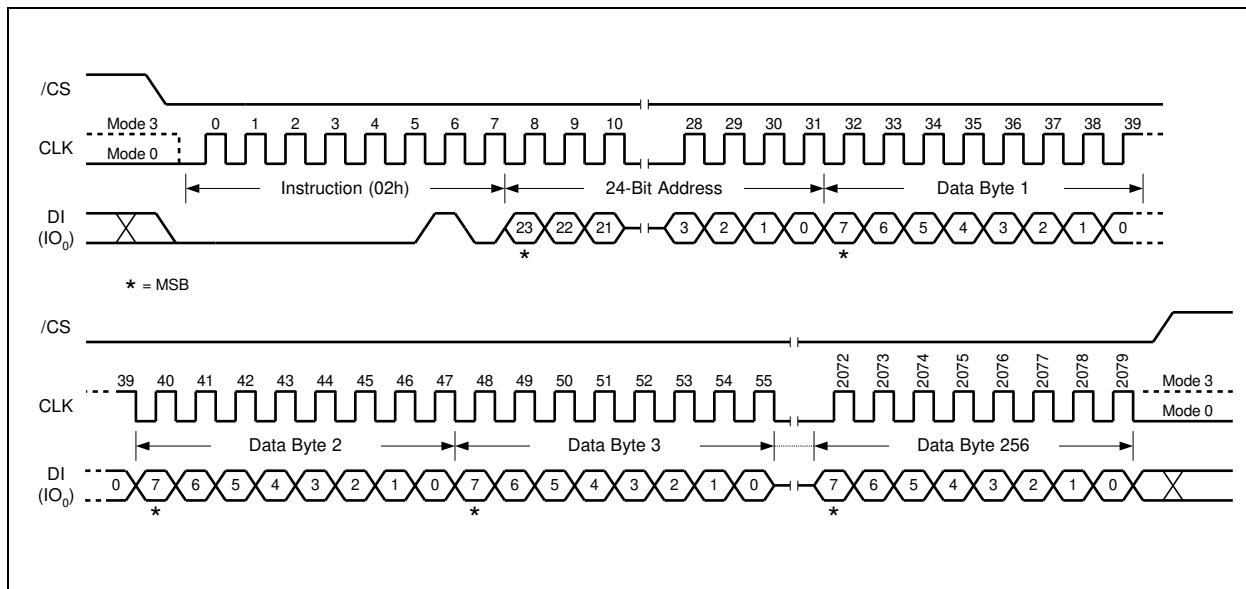 /CS
Mode 3
0 1 2 3 4 5 6 7 8 9 10 28 29 30 31 32 33 34 35 36 37 38 39
CLK
Mode 0
Instruction (02h) 24-Bit Address Data Byte 1
DI
(IO0)
23 22 21 3 2 1 0 7 6 5 4 3 2 1 0
* *
* = MSB
/CS
39 40 41 42 43 44 45 46 47 48 49 50 51 52 53 54 55 2072 2073 2074 2075 2076 2077 2078 2079
Mode 3
CLK
Mode 0
Data Byte 2 Data Byte 3 Data Byte 256
DI
(IO0)
0 7 6 5 4 3 2 1 0 7 6 5 4 3 2 1 0 7 6 5 4 3 2 1 0
* * *